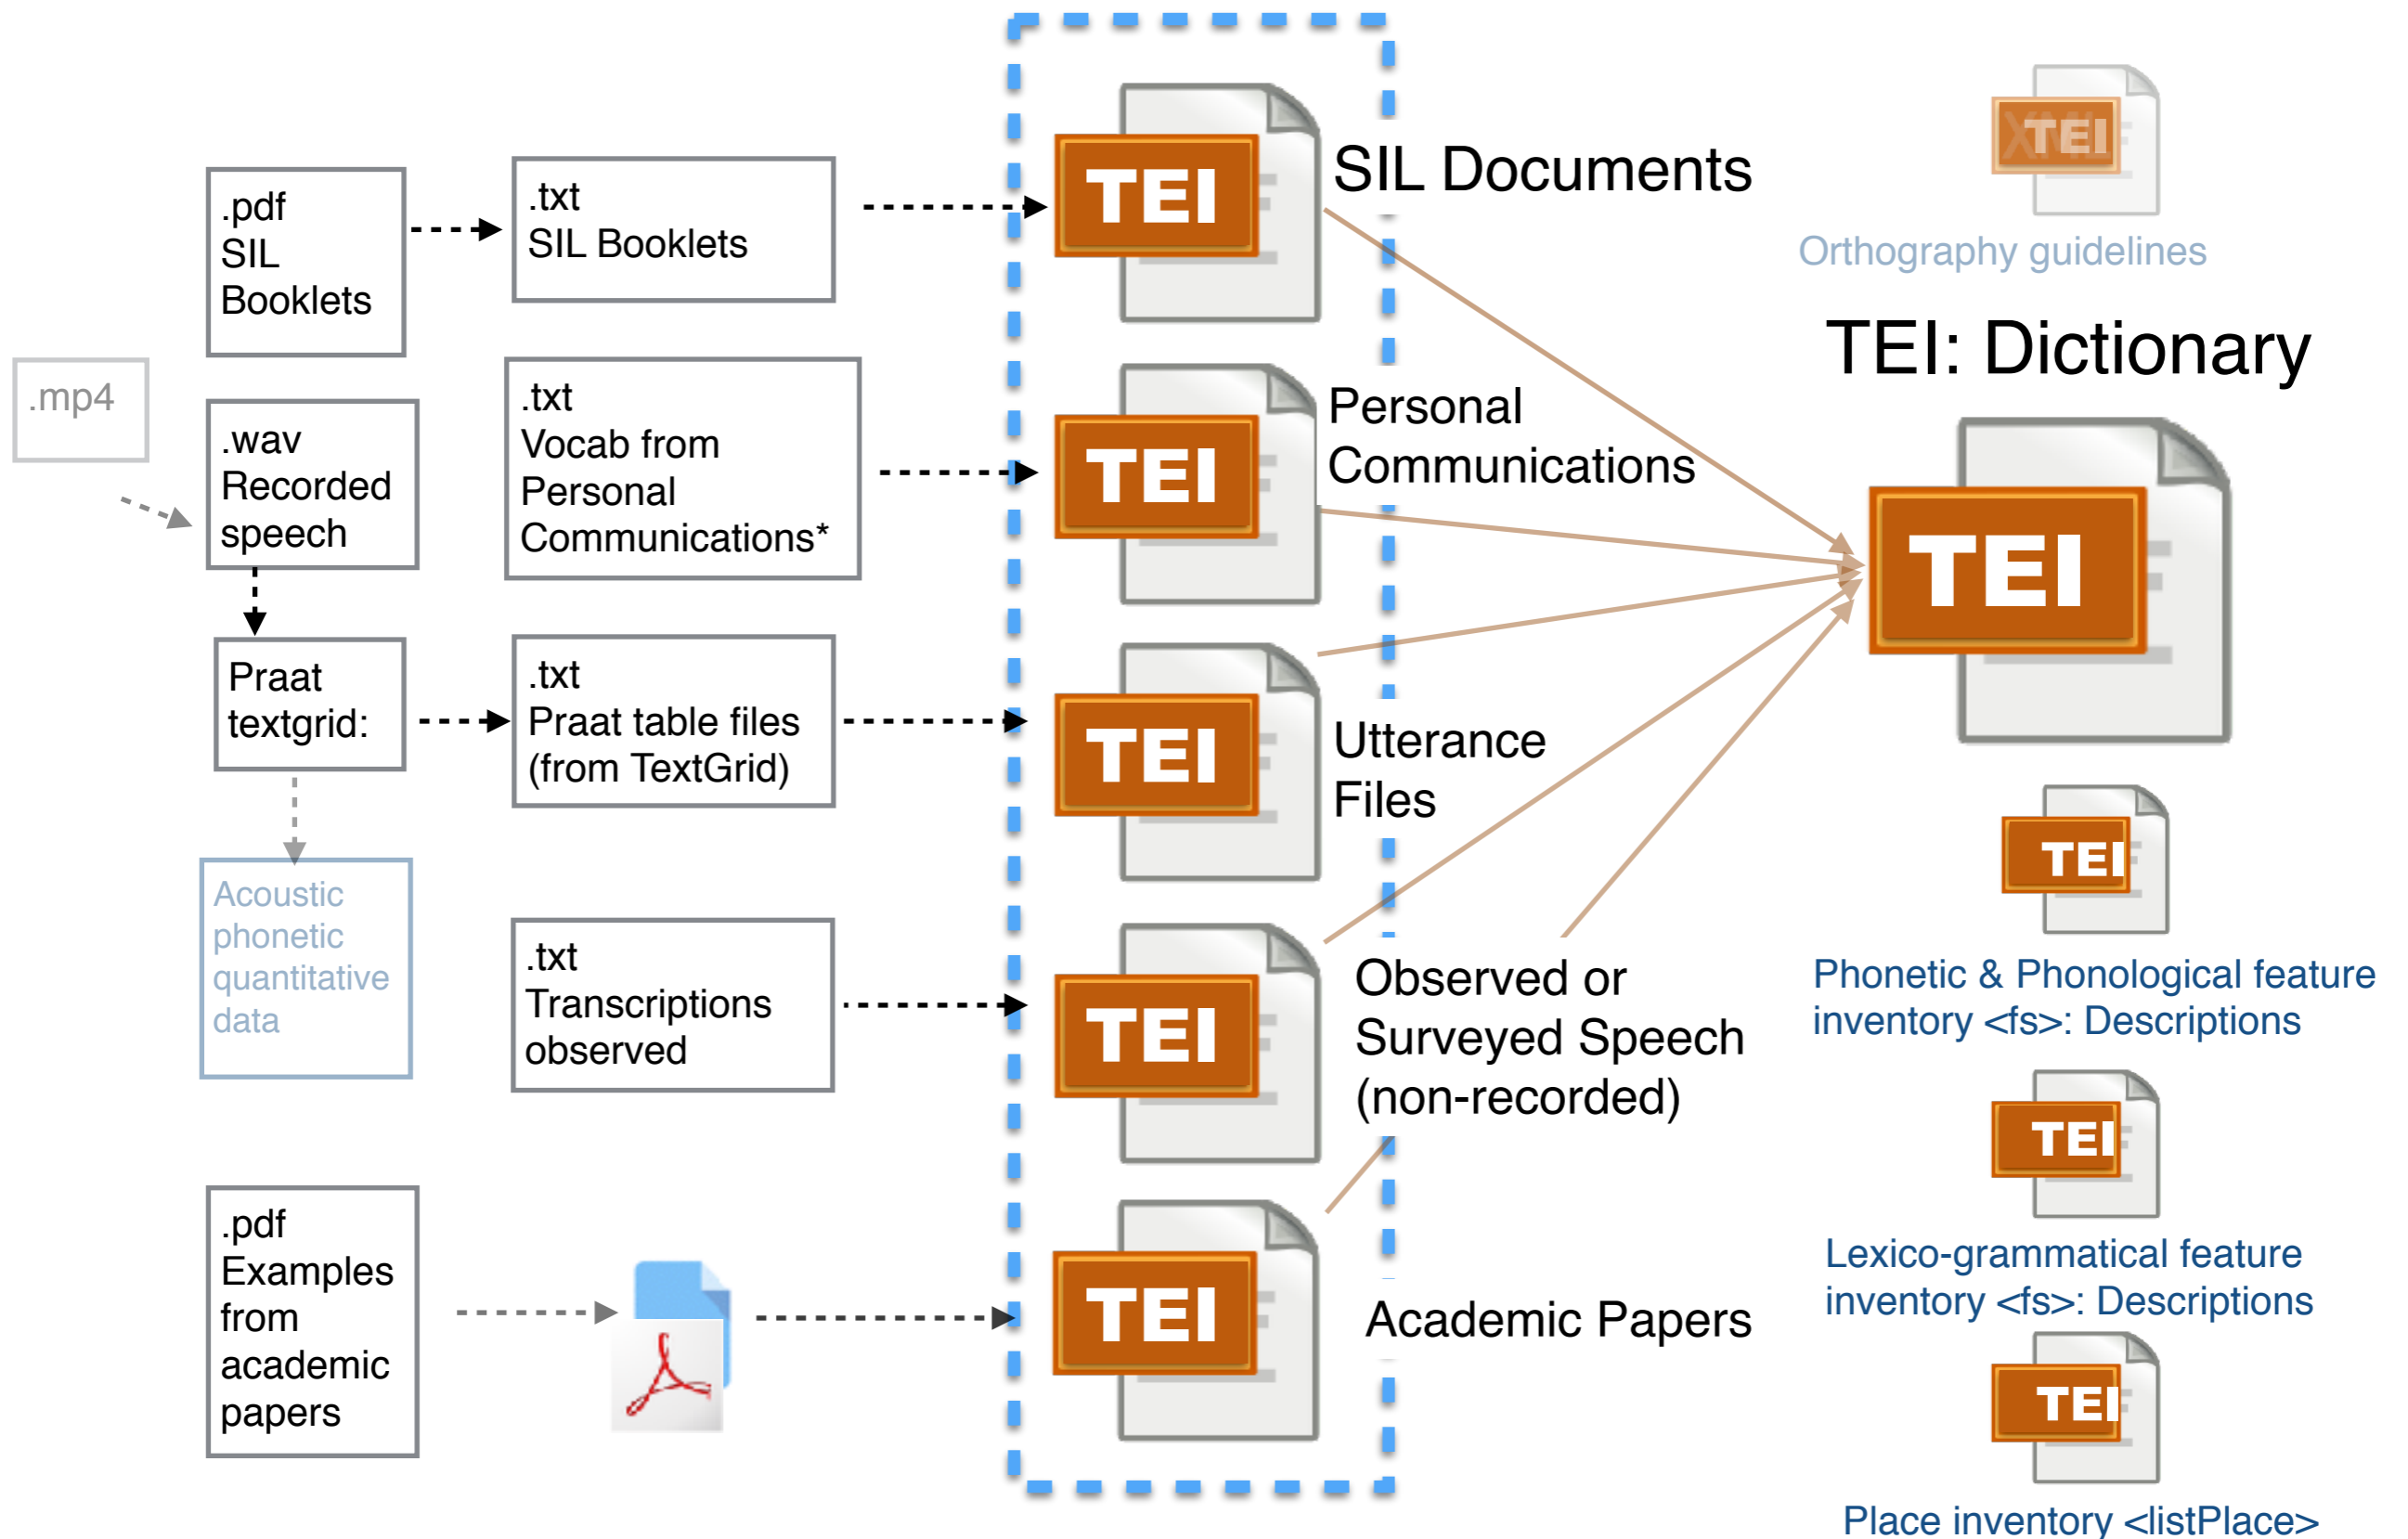 .pdf
SIL
Booklets
.txt
SIL Booklets
TEI
SIL Documents
XML
TEI
Orthography guidelines
.mp4
.wav
Recorded
speech
.txt
Vocab from
Personal
Communications*
TEI
Personal
Communications
TEI: Dictionary
TEI
Praat
textgrid:
.txt
Praat table files
(from TextGrid)
TEI
Utterance
Files
TEI
Phonetic & Phonological feature
inventory <fs>: Descriptions
Acoustic
phonetic
quantitative
data
.txt
Transcriptions
observed
TEI
Observed or
Surveyed Speech
(non-recorded)
TEI
Lexico-grammatical feature
inventory <fs>: Descriptions
.pdf
Examples
from
academic
papers
TEI
Academic Papers
TEI
Place inventory <listPlace>